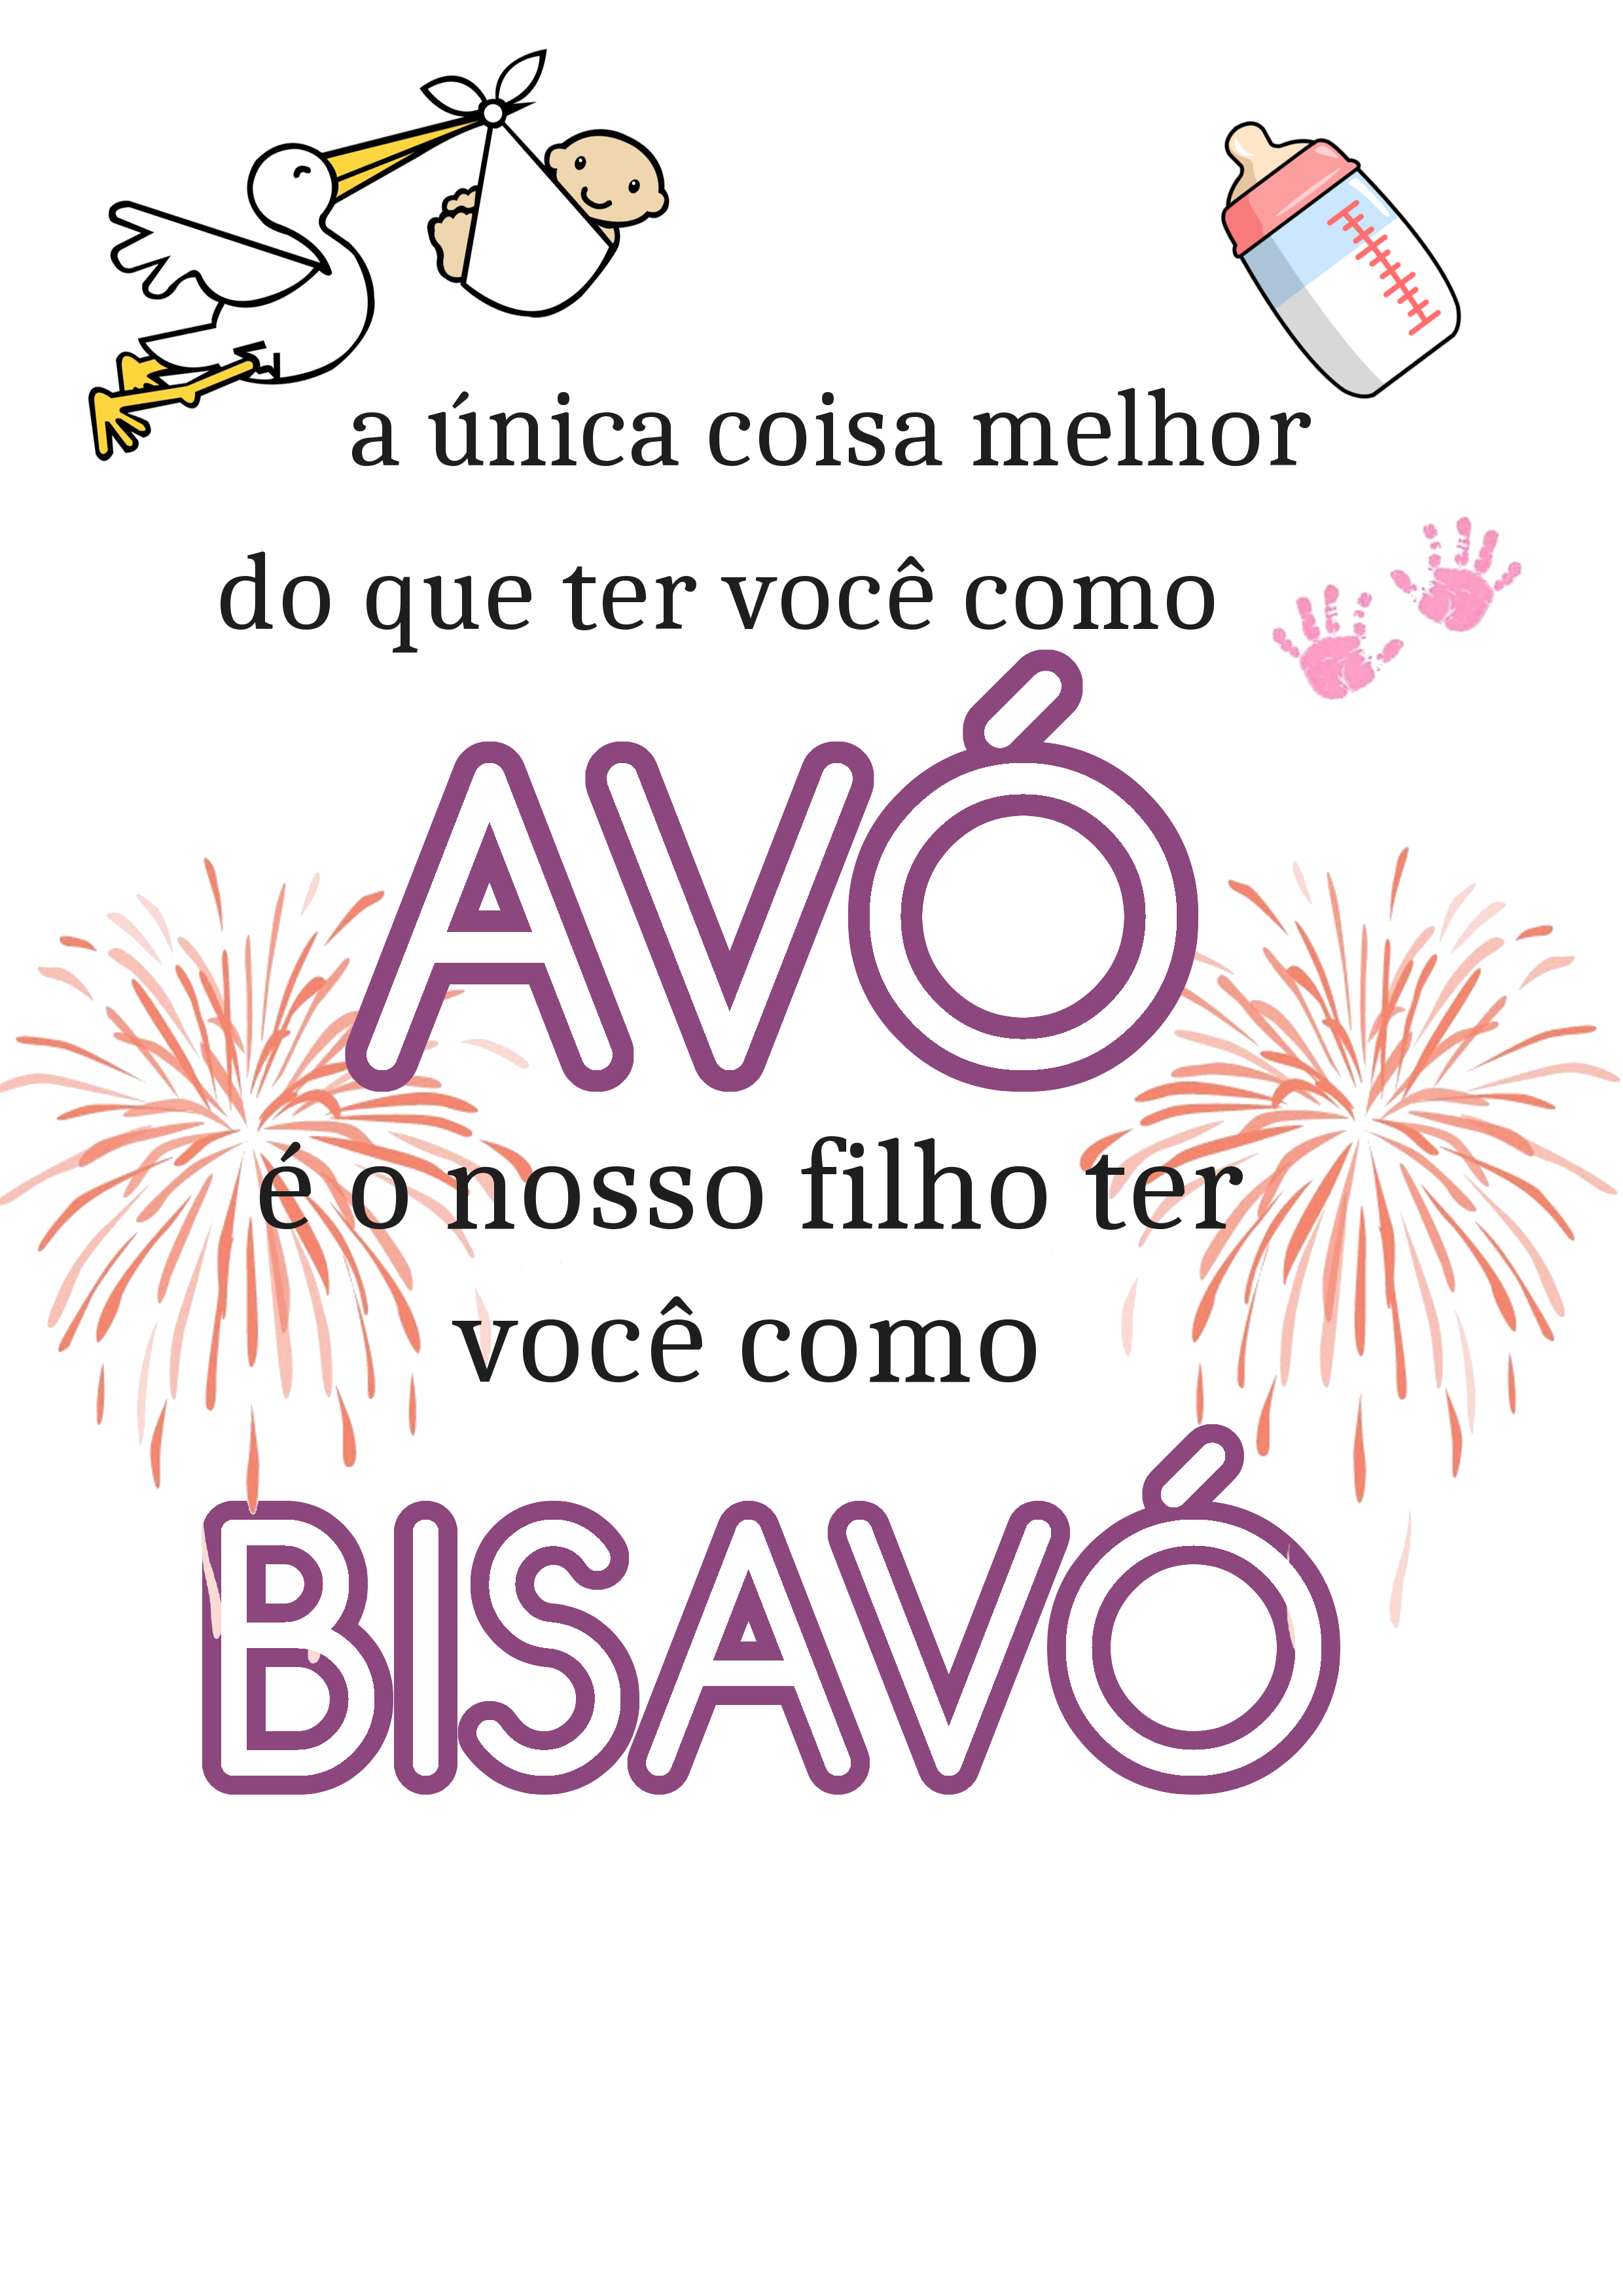 a única coisa melhor
do que ter você como
AVÓ
é o nosso filho ter
você como
BISAVÓ